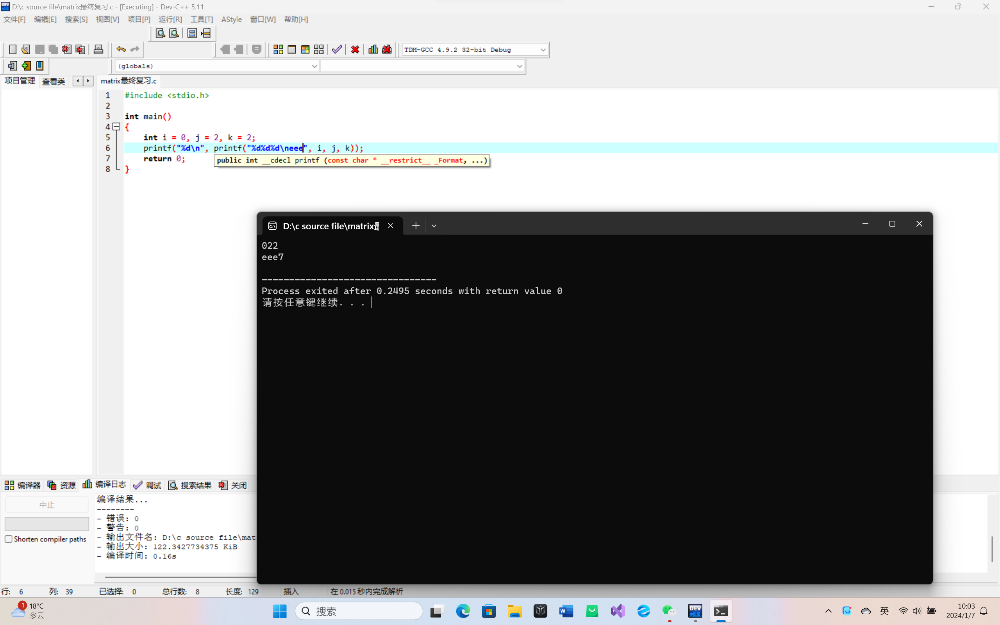 D:\c source file\matrix最终复习.c - [Executing] - Dev-C++ 5.11
文件[F] 编辑[E] 搜索[S] 视图[V] 项目[P] 运行[R] 工具[T] AStyle 窗口[W] 帮助[H]
TDM-GCC 4.9.2 32-bit Debug
(globals)
项目管理 查看类 matrix最终复习.c
1 #include <stdio.h>
2
3 int main()
4 {
5 int i = 0, j = 2, k = 2;
6 printf("%d\n", printf("%d%d%d\neee", i, j, k));
7 return 0;
public int __cdecl printf (const char * __restrict__ _Format, ...)
8 }
D:\c source file\matrix
022
eee7
--------------------------------
Process exited after 0.2495 seconds with return value 0
请按任意键继续. . .
编译器 资源 编译日志 调试 搜索结果 关闭
中止
Shorten compiler paths
编译结果...
--------
- 错误: 0
- 警告: 0
- 输出文件名: D:\c source file\mat
- 输出大小: 122.3427734375 KiB
- 编译时间: 0.16s
行: 6 列: 39 已选择: 0 总行数: 8 长度: 129 插入 在 0.015 秒内完成解析
1
18°C
多云
搜索
DEV C++
英
10:03
2024/1/7